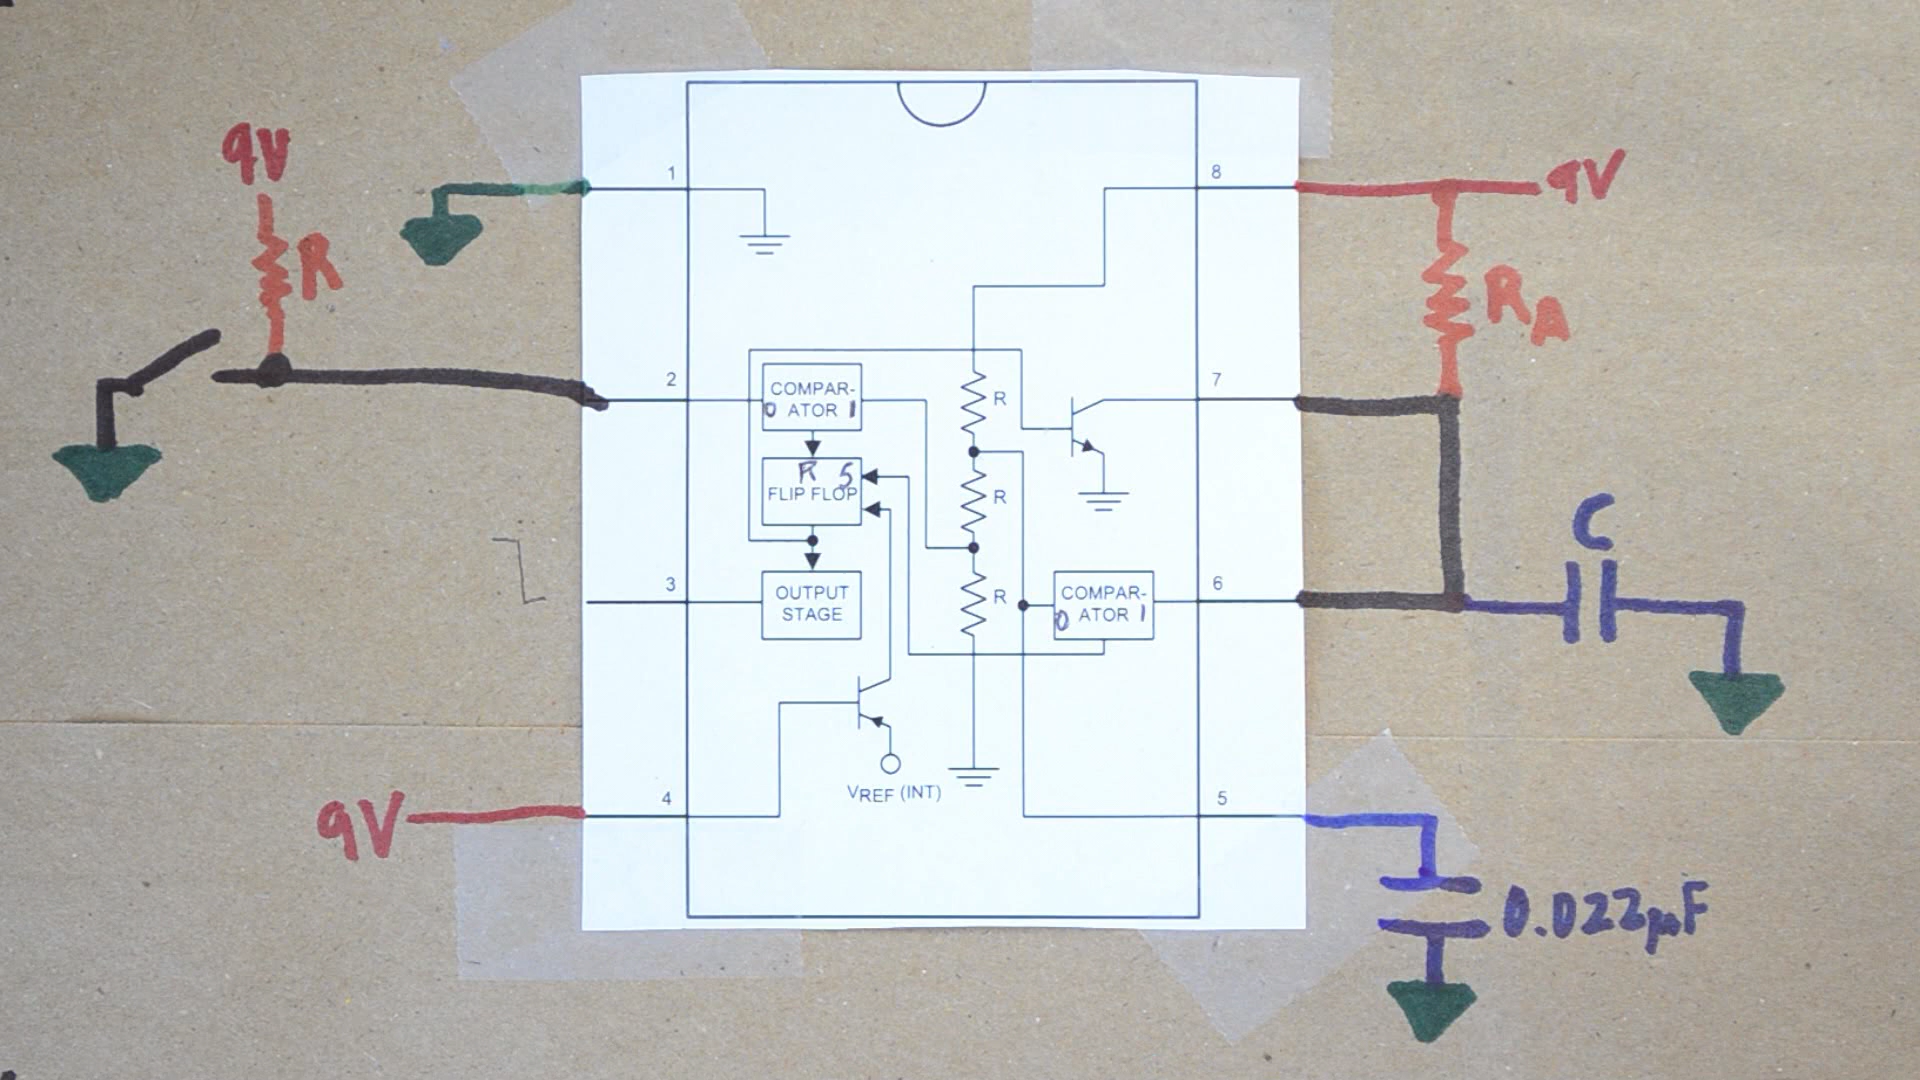 9V
R
1
8
9V
RA
2
COMPAR-
0 ATOR 1
R S
FLIP FLOP
R
7
R
C
3
OUTPUT
STAGE
R
COMPAR-
0 ATOR 1
6
9V
4
VREF (INT)
5
0.022µF